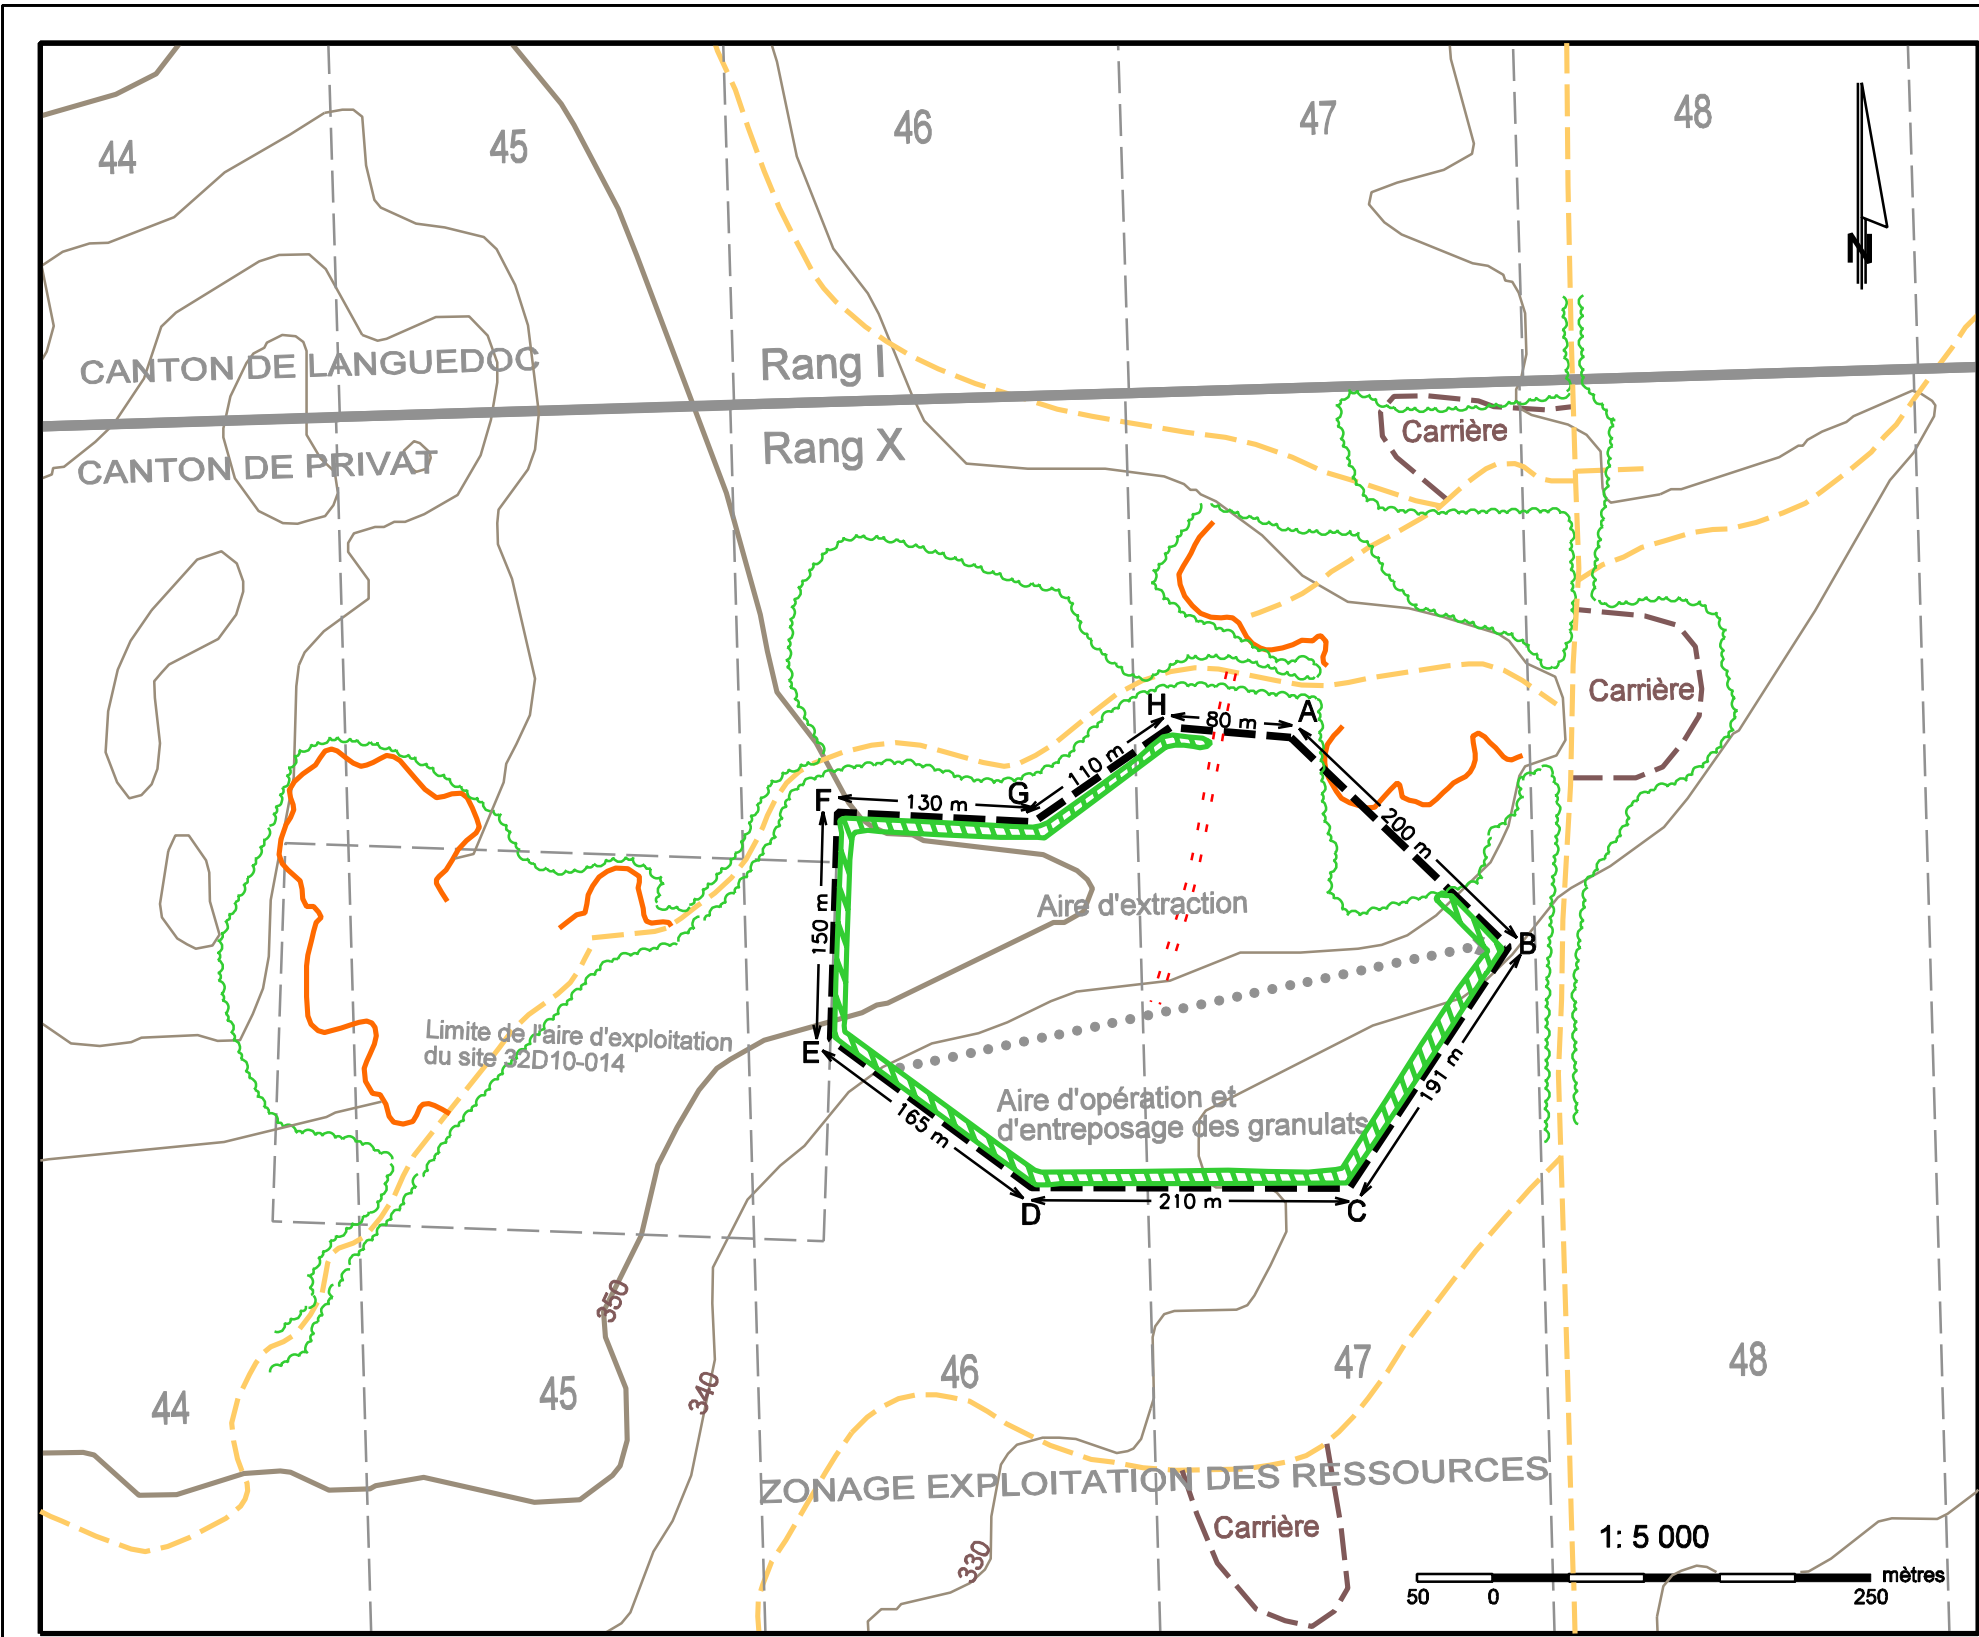 44
45
46
47
48
N
CANTON DE LANGUEDOC
Rang I
CANTON DE PRIVAT
Rang X
Carrière
Carrière
H
80 m
A
110 m
F
130 m
G
200 m
150 m
Aire d'extraction
B
Limite de l'aire d'exploitation
du site 32D10-014
E
165 m
Aire d'opération et
d'entreposage des granulats
191 m
D
210 m
C
350
340
330
44
45
46
47
48
ZONAGE EXPLOITATION DES RESSOURCES
Carrière
1: 5 000
mètres
50 0 250